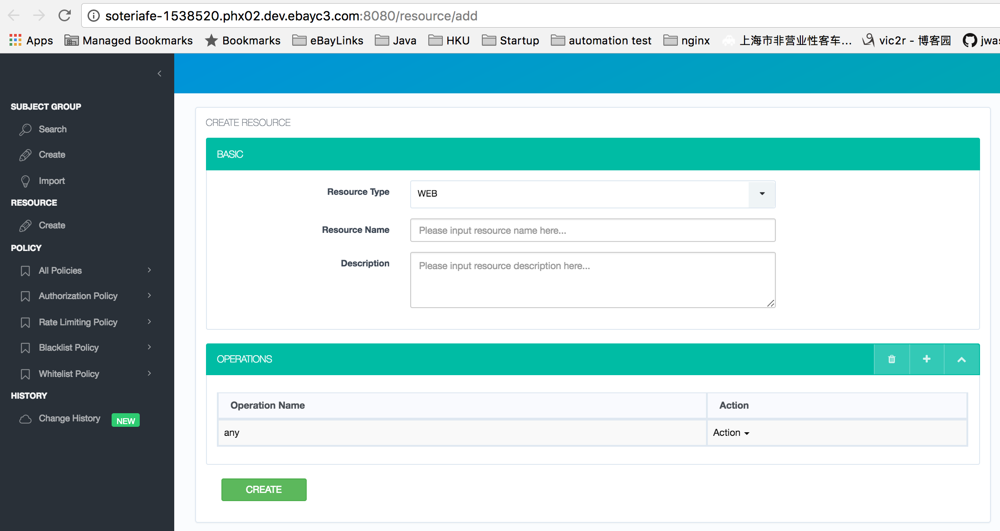 soteriafe-1538520.phx02.dev.ebayc3.com:8080/resource/add
Apps Managed Bookmarks Bookmarks eBayLinks Java HKU Startup automation test nginx 上海市非营业性客车... vic2r - 博客园 jwas
SUBJECT GROUP
Search
Create
Import
RESOURCE
Create
POLICY
All Policies
Authorization Policy
Rate Limiting Policy
Blacklist Policy
Whitelist Policy
HISTORY
Change History NEW
CREATE RESOURCE
BASIC
Resource Type WEB
Resource Name Please input resource name here...
Description Please input resource description here...
OPERATIONS
Operation Name Action
any Action
CREATE